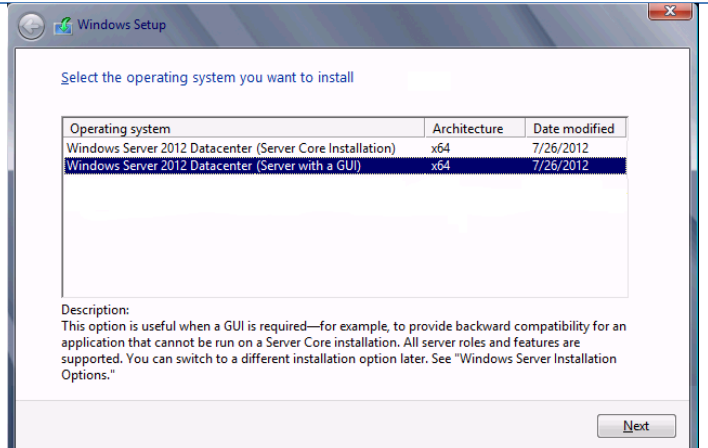 Windows Setup
Select the operating system you want to install
Operating system Architecture Date modified
Windows Server 2012 Datacenter (Server Core Installation) x64 7/26/2012
Windows Server 2012 Datacenter (Server with a GUI) x64 7/26/2012
Description:
This option is useful when a GUI is required—for example, to provide backward compatibility for an
application that cannot be run on a Server Core installation. All server roles and features are
supported. You can switch to a different installation option later. See "Windows Server Installation
Options."
Next